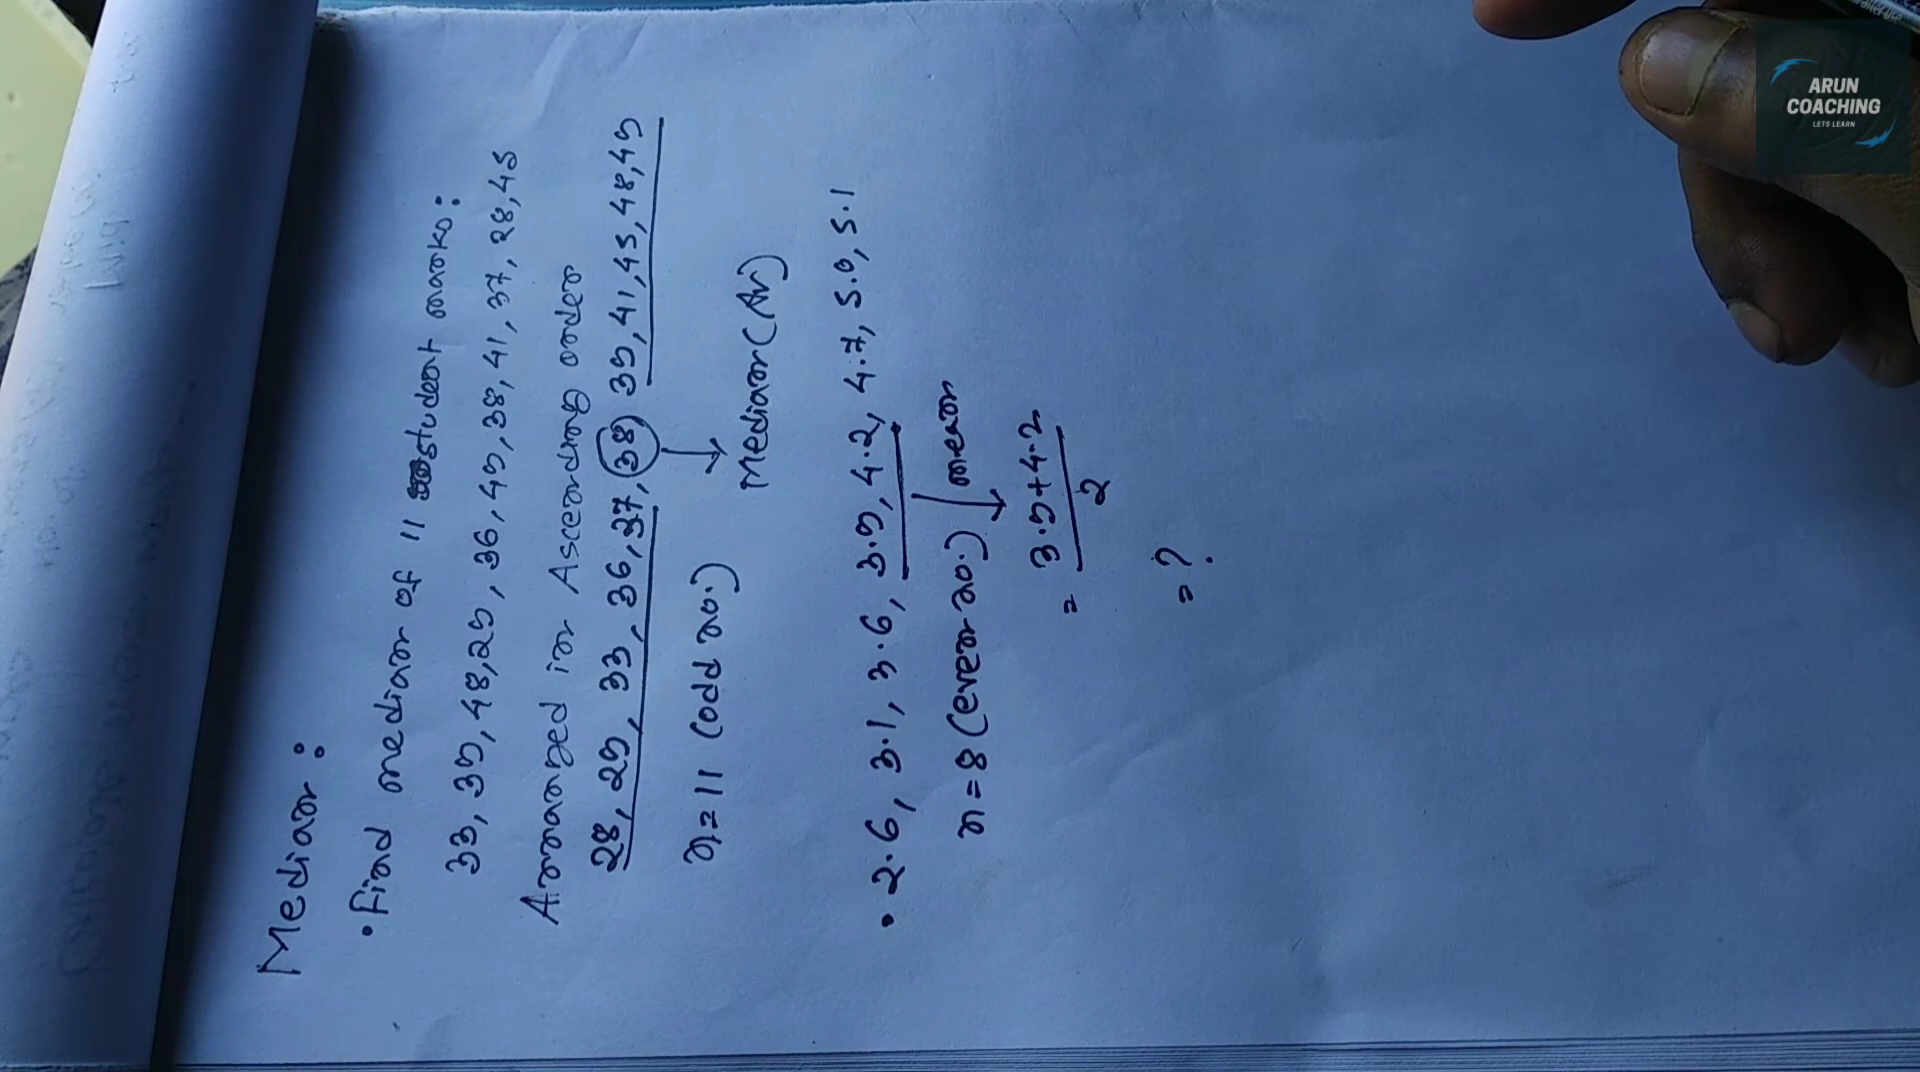 Median:
• Find median of 11 student marks:
33, 39, 48, 29, 36, 49, 38, 41, 37, 28, 45
Arranged in Ascending order
28, 29, 33, 36, 37, 38, 39, 41, 45, 48, 49
n=11 (odd no.)
Median
• 2.6, 3.1, 3.6, 3.9, 4.2, 4.7, 5.0, 5.1
n=8 (even no.) mean
= 3.9+4.2
2
= ?
ARUN
COACHING
LETS LEARN